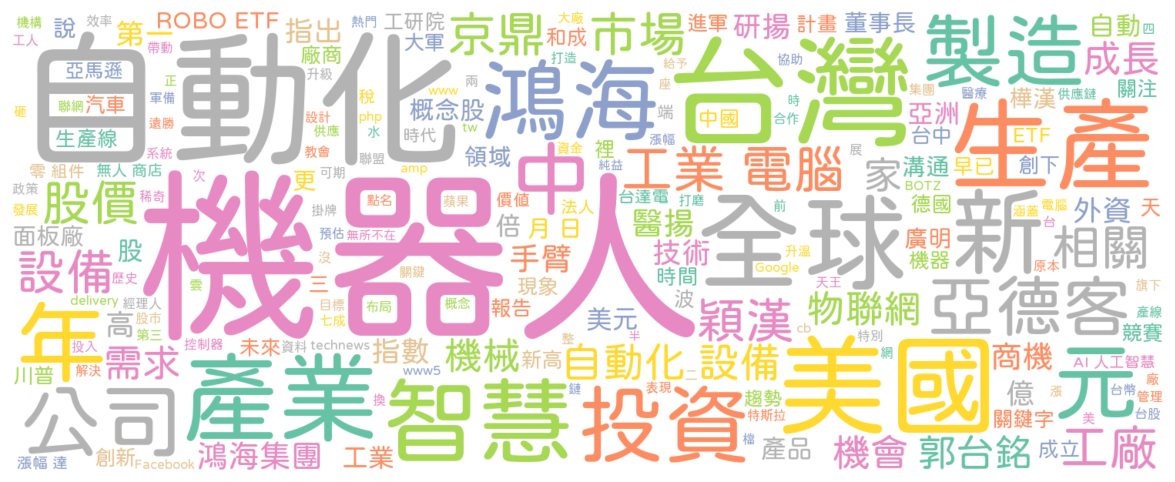 機構 效率 熱門 ROBO ETF 工研院 京鼎 大廠 市場 進軍 研揚 計畫 董事長 製造 自動 四
工人 說 第一 指出 大軍 和成 協助 成長
帶動 自動化 廠商 鴻海 打造 給予 台灣 集團 醫療 供應鏈 關注
亞馬遜 正 升級 兩 座 時 樺漢
砸 聯網 汽車 軍備 稅 www 概念股 端 中國 合作 亞洲 生產
生產線 遠勝 設計 供應 php 水 時代 tw 漲幅 台中 ETF
系統 教會 聯盟 領域 中 資金 裡 工業 電腦 展 家 溝通 早已 創下
零 組件 無人 商店 次 可期 amp 純益 BOTZ
政策 股價 稀奇 更 點名 蘋果 價值 法人 台達電 打磨 全球 前 德國 新 涵蓋 電腦 外資 天
發展 掛牌 機器人 倍 月 日 醫揚 台
面板廠 股 預估 無所不在 手臂 技術 升溫 廣明 機器 原本 相關
設備 歷史 三 沒 關鍵 現象 時間 Google 天王 旗下
雲 波 物聯網 亞德客
delivery 經理人 目標 布局 概念 報告 美元 穎漢 cb 產線
年 高 股市 七成 半 特別 競賽
第三 未來 資料 technews 指數 機械 新高 整 自動化 設備 美國 網 商機 AI 人工智慧
川普 投入 需求 控制器 解決 www5 表現 二 元 廠
公司 產業 換 智慧 鏈 投資 趨勢 億 漲 台幣 管理
特斯拉 關鍵字 美 台股
漲幅 達 創新 Facebook 鴻海集團 工業 檔 產品 機會 郭台銘 成立 工廠